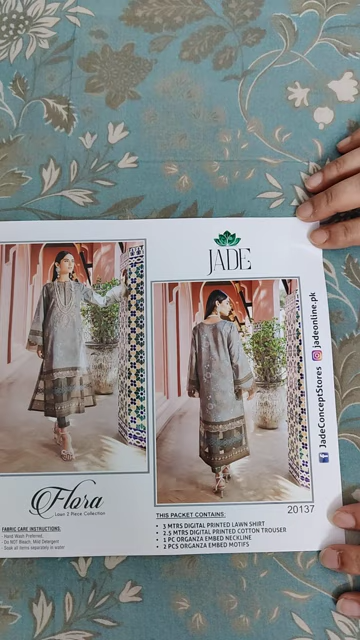 JADE
Flora
Lawn 2 Piece Collection
FABRIC CARE INSTRUCTIONS:
- Hand Wash Preferred,
- Do NOT Bleach, Mild Detergent
- Soak all items separately in water
THIS PACKET CONTAINS:
20137
• 3 MTRS DIGITAL PRINTED LAWN SHIRT
• 2.5 MTRS DIGITAL PRINTED COTTON TROUSER
• 1 PC ORGANZA EMBED NECKLINE
• 2 PCS ORGANZA EMBED MOTIFS
JadeConceptStores jadeonline.pk